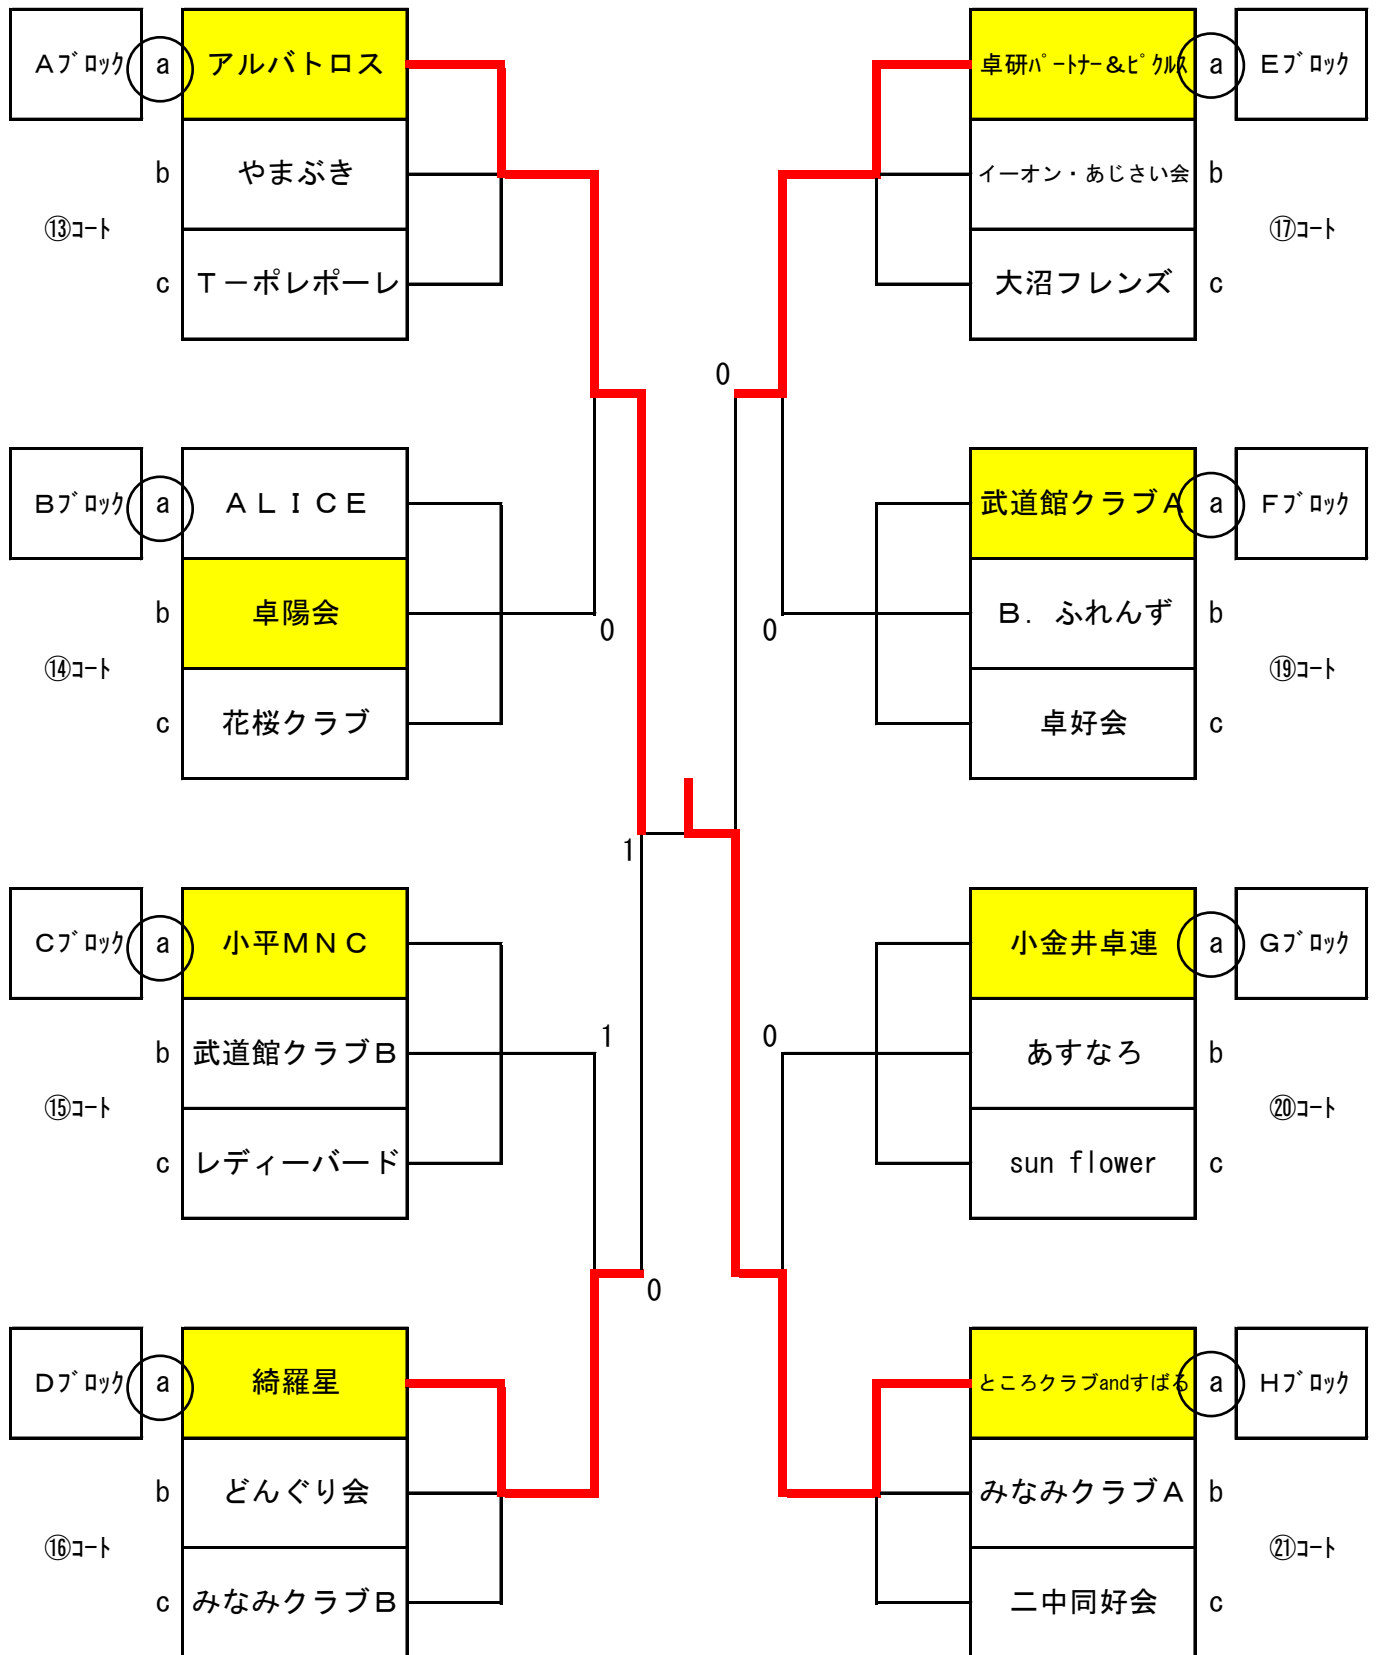 Aﾌﾞﾛｯｸ a アルバトロス
b やまぶき
⑬ｺｰﾄ
c T－ポレポーレ
Bﾌﾞﾛｯｸ a ALICE
b 卓陽会
⑭ｺｰﾄ
c 花桜クラブ
Cﾌﾞﾛｯｸ a 小平MNC
b 武道館クラブB
⑮ｺｰﾄ
c レディーバード
Dﾌﾞﾛｯｸ a 綺羅星
b どんぐり会
⑯ｺｰﾄ
c みなみクラブB
0
1
1
0
0
0
0
卓研ﾊﾟｰﾄﾅｰ＆ﾋﾟｸﾙｽ a Eﾌﾞﾛｯｸ
イーオン・あじさい会 b
⑰ｺｰﾄ
大沼フレンズ c
武道館クラブA a Fﾌﾞﾛｯｸ
B．ふれんず b
⑲ｺｰﾄ
卓好会 c
小金井卓連 a Gﾌﾞﾛｯｸ
あすなろ b
⑳ｺｰﾄ
sun flower c
ところクラブandすばる a Hﾌﾞﾛｯｸ
みなみクラブA b
㉑ｺｰﾄ
二中同好会 c